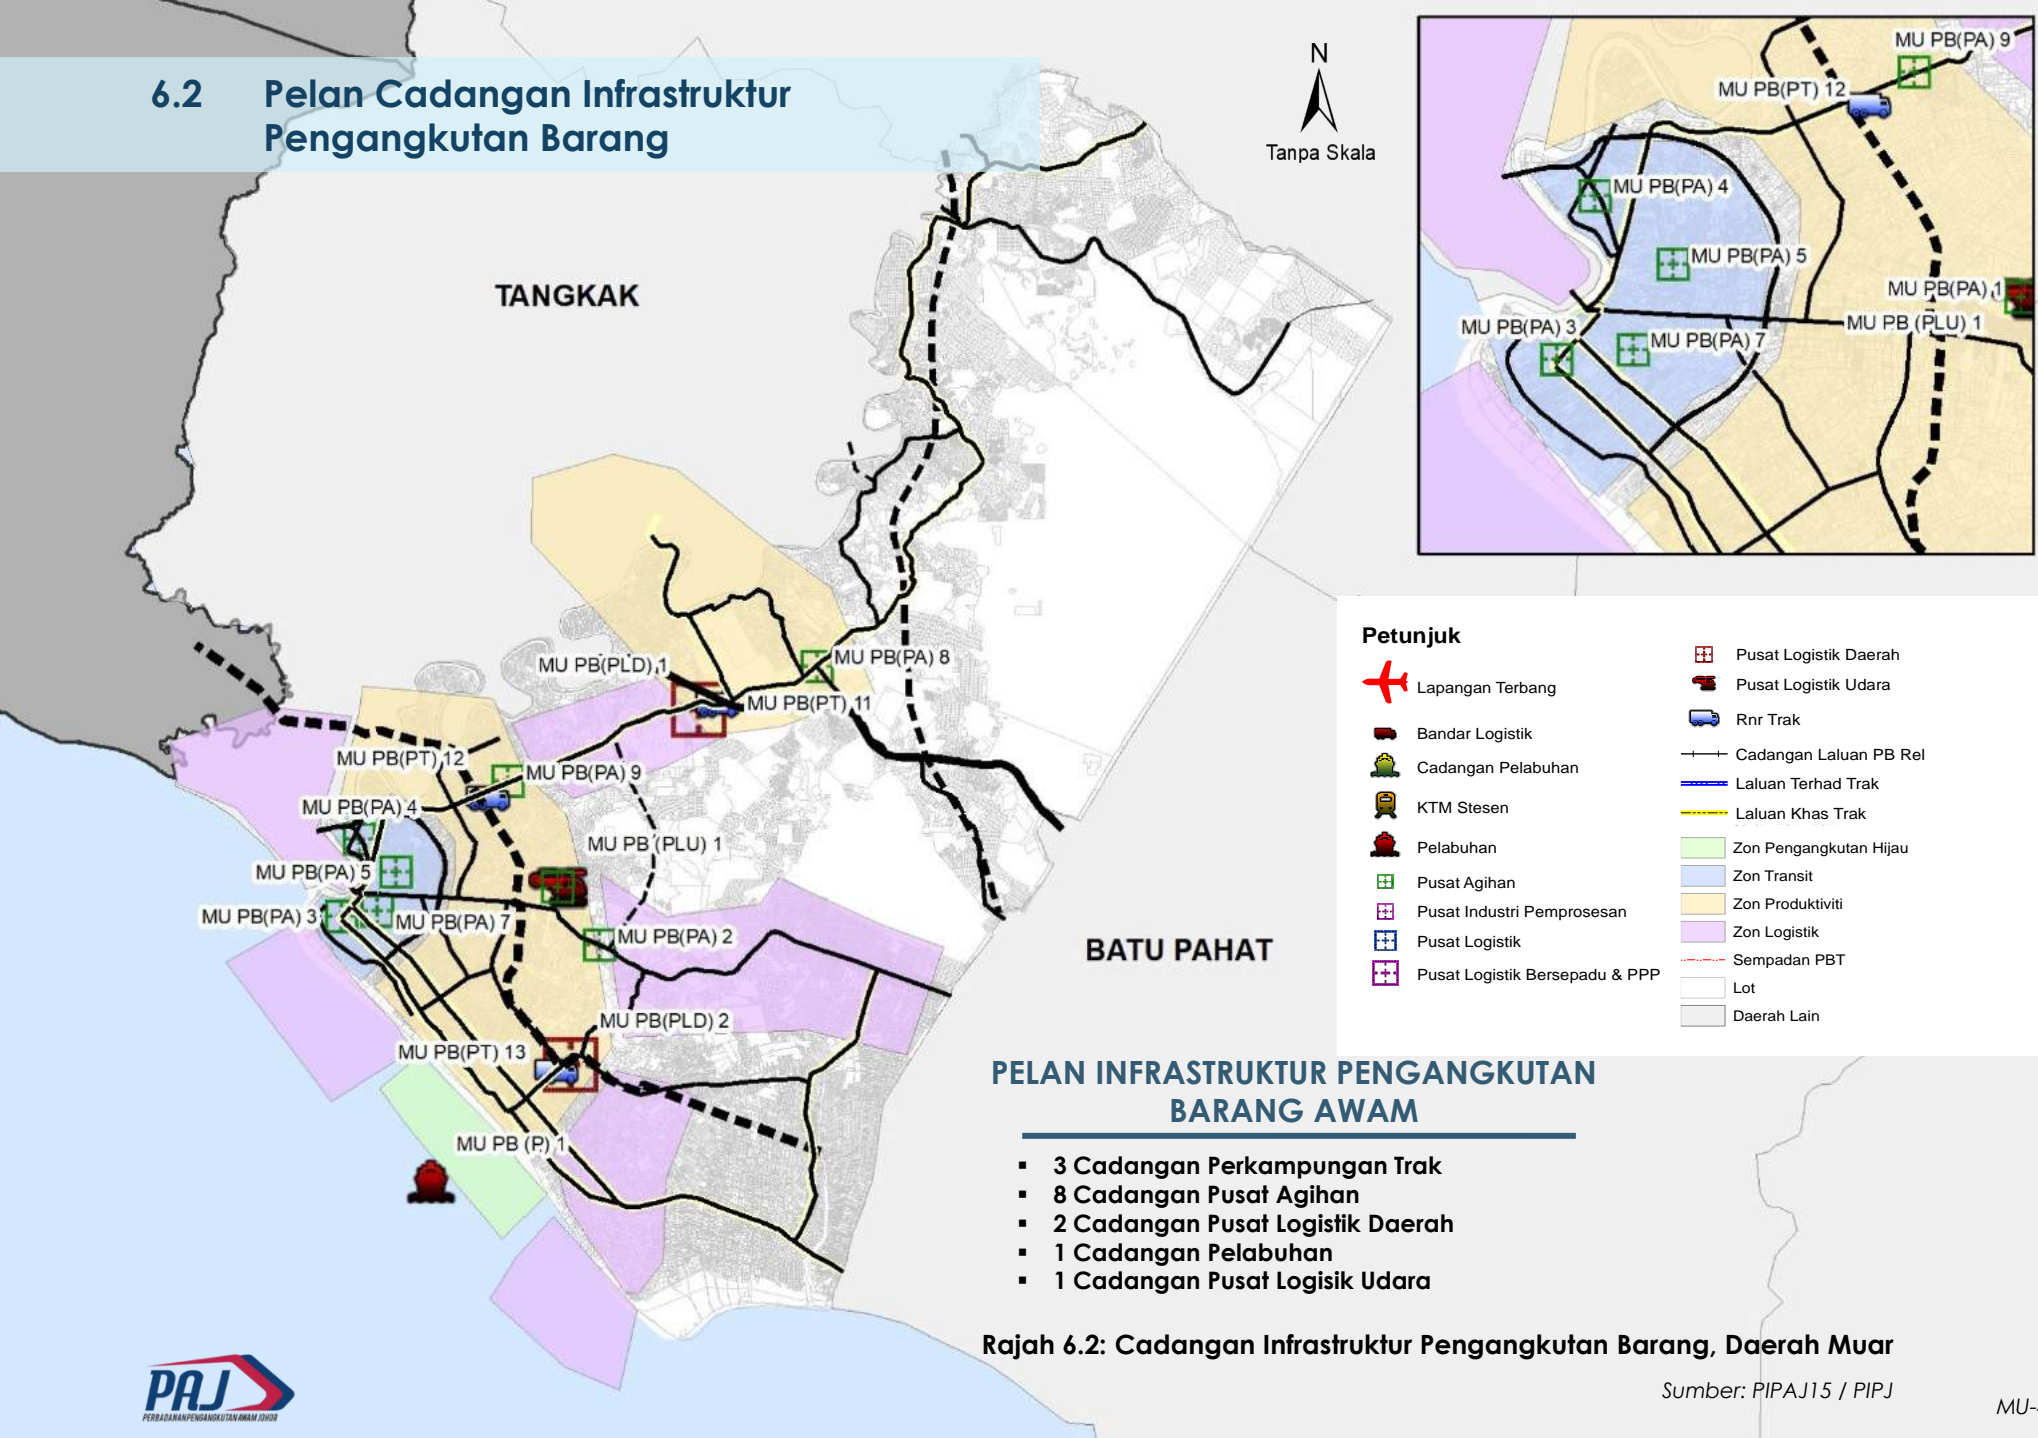 6.2 Pelan Cadangan Infrastruktur
Pengangkutan Barang
N
Tanpa Skala
TANGKAK
BATU PAHAT
MU PB(PLD) 1
MU PB(PA) 8
MU PB(PT) 11
MU PB(PT) 12
MU PB(PA) 9
MU PB(PA) 4
MU PB (PLU) 1
MU PB(PA) 5
MU PB(PA) 3
MU PB(PA) 7
MU PB(PA) 2
MU PB(PLD) 2
MU PB(PT) 13
MU PB (P) 1
MU PB(PA) 9
MU PB(PT) 12
MU PB(PA) 4
MU PB(PA) 5
MU PB(PA) 1
MU PB(PA) 3
MU PB (PLU) 1
MU PB(PA) 7
Petunjuk
Lapangan Terbang
Bandar Logistik
Cadangan Pelabuhan
KTM Stesen
Pelabuhan
Pusat Agihan
Pusat Industri Pemprosesan
Pusat Logistik
Pusat Logistik Bersepadu & PPP
Pusat Logistik Daerah
Pusat Logistik Udara
Rnr Trak
Cadangan Laluan PB Rel
Laluan Terhad Trak
Laluan Khas Trak
Zon Pengangkutan Hijau
Zon Transit
Zon Produktiviti
Zon Logistik
Sempadan PBT
Lot
Daerah Lain
PELAN INFRASTRUKTUR PENGANGKUTAN
BARANG AWAM
▪ 3 Cadangan Perkampungan Trak
▪ 8 Cadangan Pusat Agihan
▪ 2 Cadangan Pusat Logistik Daerah
▪ 1 Cadangan Pelabuhan
▪ 1 Cadangan Pusat Logisik Udara
Rajah 6.2: Cadangan Infrastruktur Pengangkutan Barang, Daerah Muar
Sumber: PIPAJ15 / PIPJ
PAJ
PERBADANAN PENGANGKUTAN AWAM JOHOR